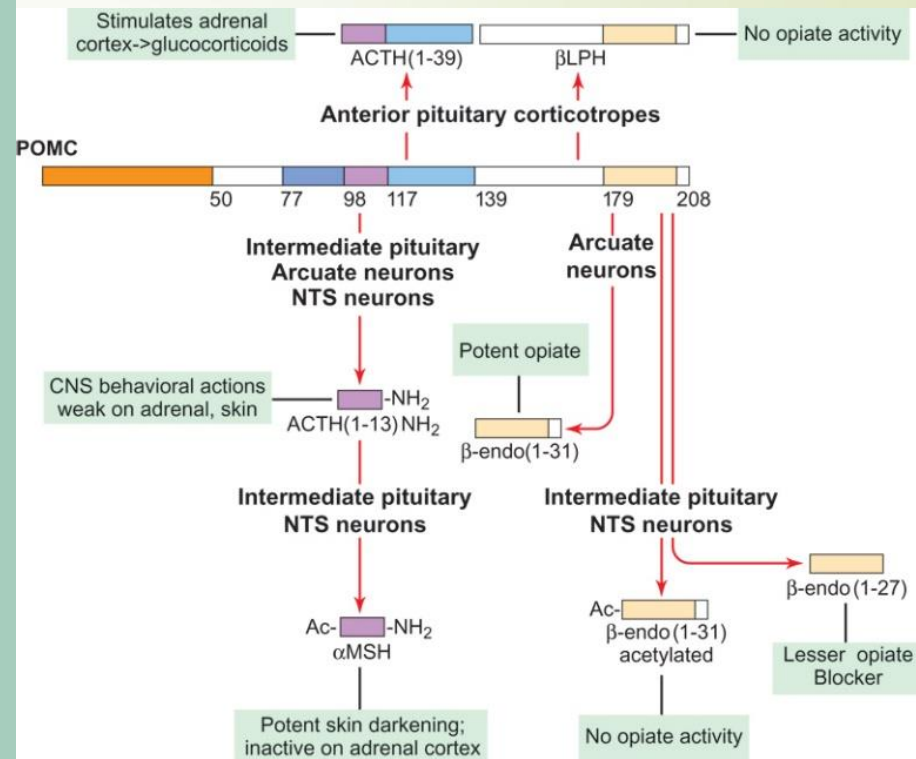 Stimulates adrenal
cortex->glucocorticoids
ACTH(1-39)
βLPH
No opiate activity
Anterior pituitary corticotropes
POMC
50
77
98
117
139
179
208
Intermediate pituitary
Arcuate neurons
NTS neurons
Arcuate
neurons
Potent opiate
CNS behavioral actions
weak on adrenal, skin
-NH₂
ACTH(1-13) NH₂
β-endo(1-31)
Intermediate pituitary
NTS neurons
Intermediate pituitary
NTS neurons
β-endo (1-27)
Ac- -NH₂
αMSH
Ac-
β-endo (1-31)
acetylated
Lesser opiate
Blocker
Potent skin darkening;
inactive on adrenal cortex
No opiate activity